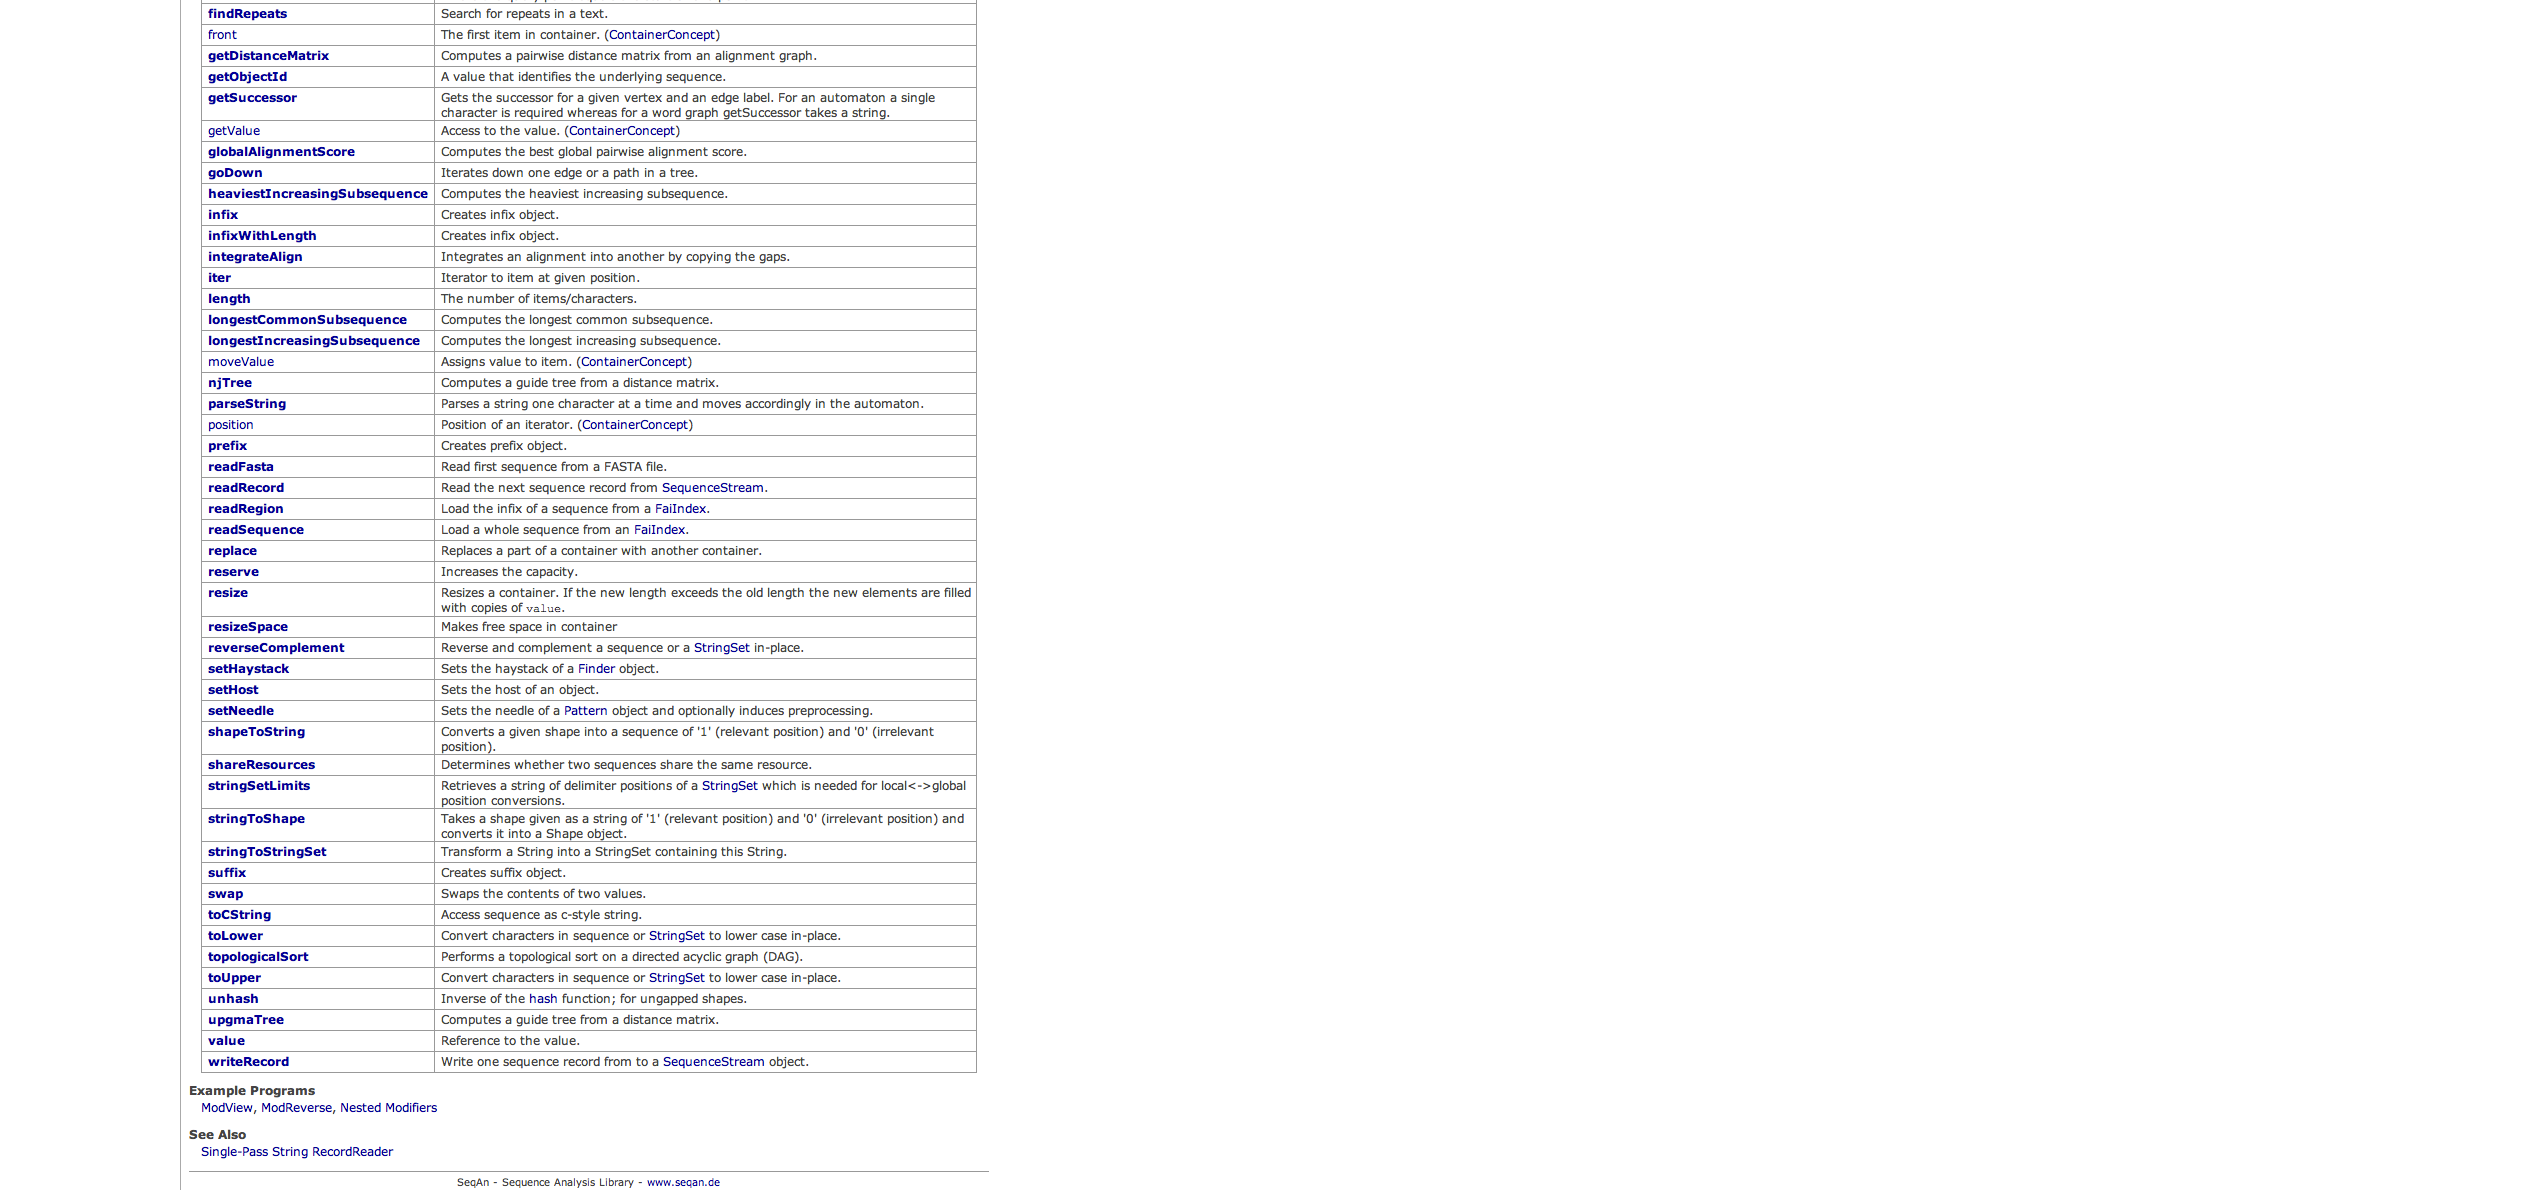 findRepeats Search for repeats in a text.
front The first item in container. (ContainerConcept)
getDistanceMatrix Computes a pairwise distance matrix from an alignment graph.
getObjectId A value that identifies the underlying sequence.
getSuccessor Gets the successor for a given vertex and an edge label. For an automaton a single
character is required whereas for a word graph getSuccessor takes a string.
getValue Access to the value. (ContainerConcept)
globalAlignmentScore Computes the best global pairwise alignment score.
goDown Iterates down one edge or a path in a tree.
heaviestIncreasingSubsequence Computes the heaviest increasing subsequence.
infix Creates infix object.
infixWithLength Creates infix object.
integrateAlign Integrates an alignment into another by copying the gaps.
iter Iterator to item at given position.
length The number of items/characters.
longestCommonSubsequence Computes the longest common subsequence.
longestIncreasingSubsequence Computes the longest increasing subsequence.
moveValue Assigns value to item. (ContainerConcept)
njTree Computes a guide tree from a distance matrix.
parseString Parses a string one character at a time and moves accordingly in the automaton.
position Position of an iterator. (ContainerConcept)
prefix Creates prefix object.
readFasta Read first sequence from a FASTA file.
readRecord Read the next sequence record from SequenceStream.
readRegion Load the infix of a sequence from a FaiIndex.
readSequence Load a whole sequence from an FaiIndex.
replace Replaces a part of a container with another container.
reserve Increases the capacity.
resize Resizes a container. If the new length exceeds the old length the new elements are filled
with copies of value.
resizeSpace Makes free space in container
reverseComplement Reverse and complement a sequence or a StringSet in-place.
setHaystack Sets the haystack of a Finder object.
setHost Sets the host of an object.
setNeedle Sets the needle of a Pattern object and optionally induces preprocessing.
shapeToString Converts a given shape into a sequence of '1' (relevant position) and '0' (irrelevant
position).
shareResources Determines whether two sequences share the same resource.
stringSetLimits Retrieves a string of delimiter positions of a StringSet which is needed for local<->global
position conversions.
stringToShape Takes a shape given as a string of '1' (relevant position) and '0' (irrelevant position) and
converts it into a Shape object.
stringToStringSet Transform a String into a StringSet containing this String.
suffix Creates suffix object.
swap Swaps the contents of two values.
toCString Access sequence as c-style string.
toLower Convert characters in sequence or StringSet to lower case in-place.
topologicalSort Performs a topological sort on a directed acyclic graph (DAG).
toUpper Convert characters in sequence or StringSet to lower case in-place.
unhash Inverse of the hash function; for ungapped shapes.
upgmaTree Computes a guide tree from a distance matrix.
value Reference to the value.
writeRecord Write one sequence record from to a SequenceStream object.
Example Programs
ModView, ModReverse, Nested Modifiers
See Also
Single-Pass String RecordReader
SeqAn - Sequence Analysis Library - www.seqan.de